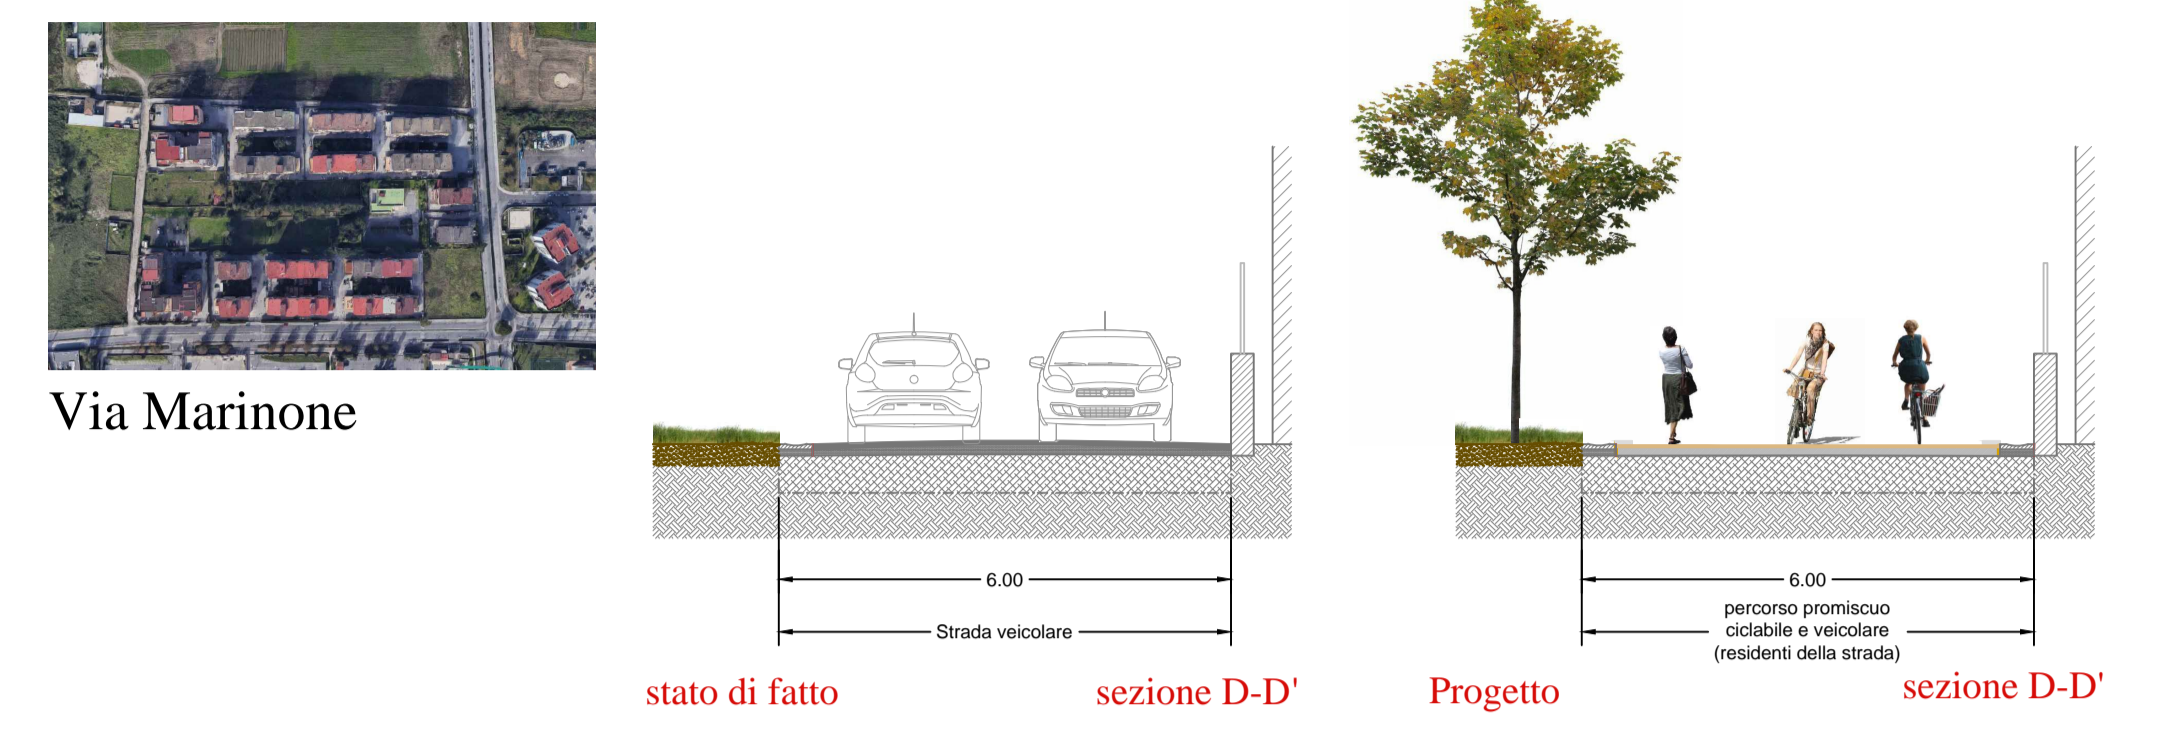 Via Marinone
6.00
Strada veicolare
stato di fatto
sezione D-D'
6.00
percorso promiscuo
ciclabile e veicolare
(residenti della strada)
Progetto
sezione D-D'